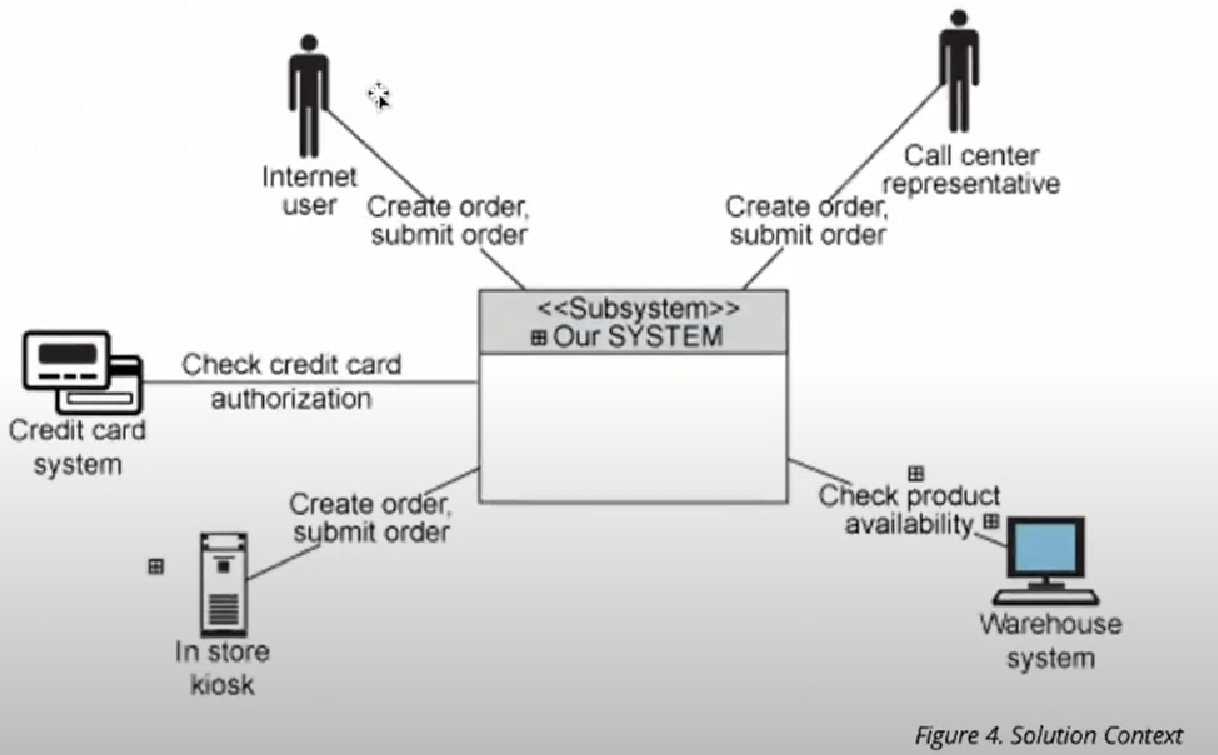 Internet
user
Call center
representative
Create order,
submit order
Create order,
submit order
<<Subsystem>>
Our SYSTEM
Check credit card
authorization
Credit card
system
Create order,
submit order
Check product
availability
In store
kiosk
Warehouse
system
Figure 4. Solution Context